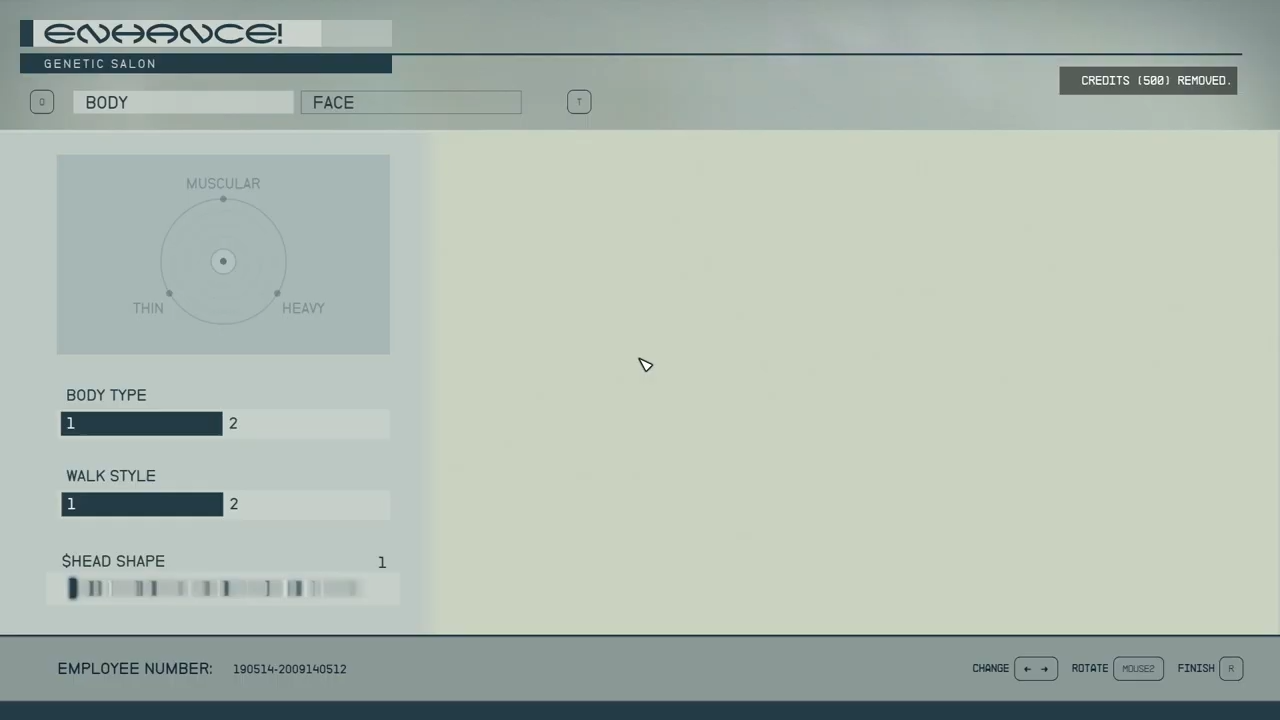 ENHANCE!
GENETIC SALON
CREDITS (500) REMOVED.
Q
BODY
FACE
T
MUSCULAR
THIN
HEAVY
BODY TYPE
1
2
WALK STYLE
1
2
$HEAD SHAPE
1
EMPLOYEE NUMBER:
190514-2009140512
CHANGE
← →
ROTATE
MOUSE2
FINISH
R